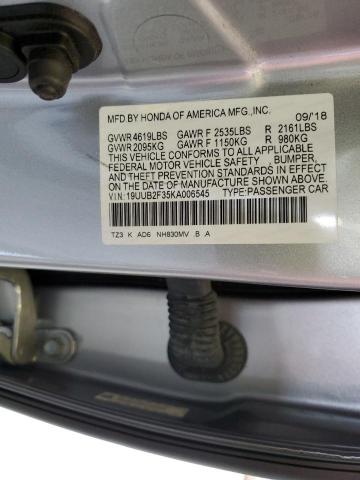 MFD.BY HONDA OF AMERICA MFG.,INC. 09/18
GVWR 4619LBS GAWR F 2535LBS R 2161LBS
GVWR 2095KG GAWR F 1150KG R 980KG
THIS VEHICLE CONFORMS TO ALL APPLICABLE
FEDERAL MOTOR VEHICLE SAFETY , BUMPER,
AND THEFT PREVENTION STANDARDS IN EFFECT
ON THE DATE OF MANUFACTURE SHOWN ABOVE.
VIN:19UUB2F35KA006545 TYPE:PASSENGER CAR
TZ3 K AD6 NH830MV .B .A